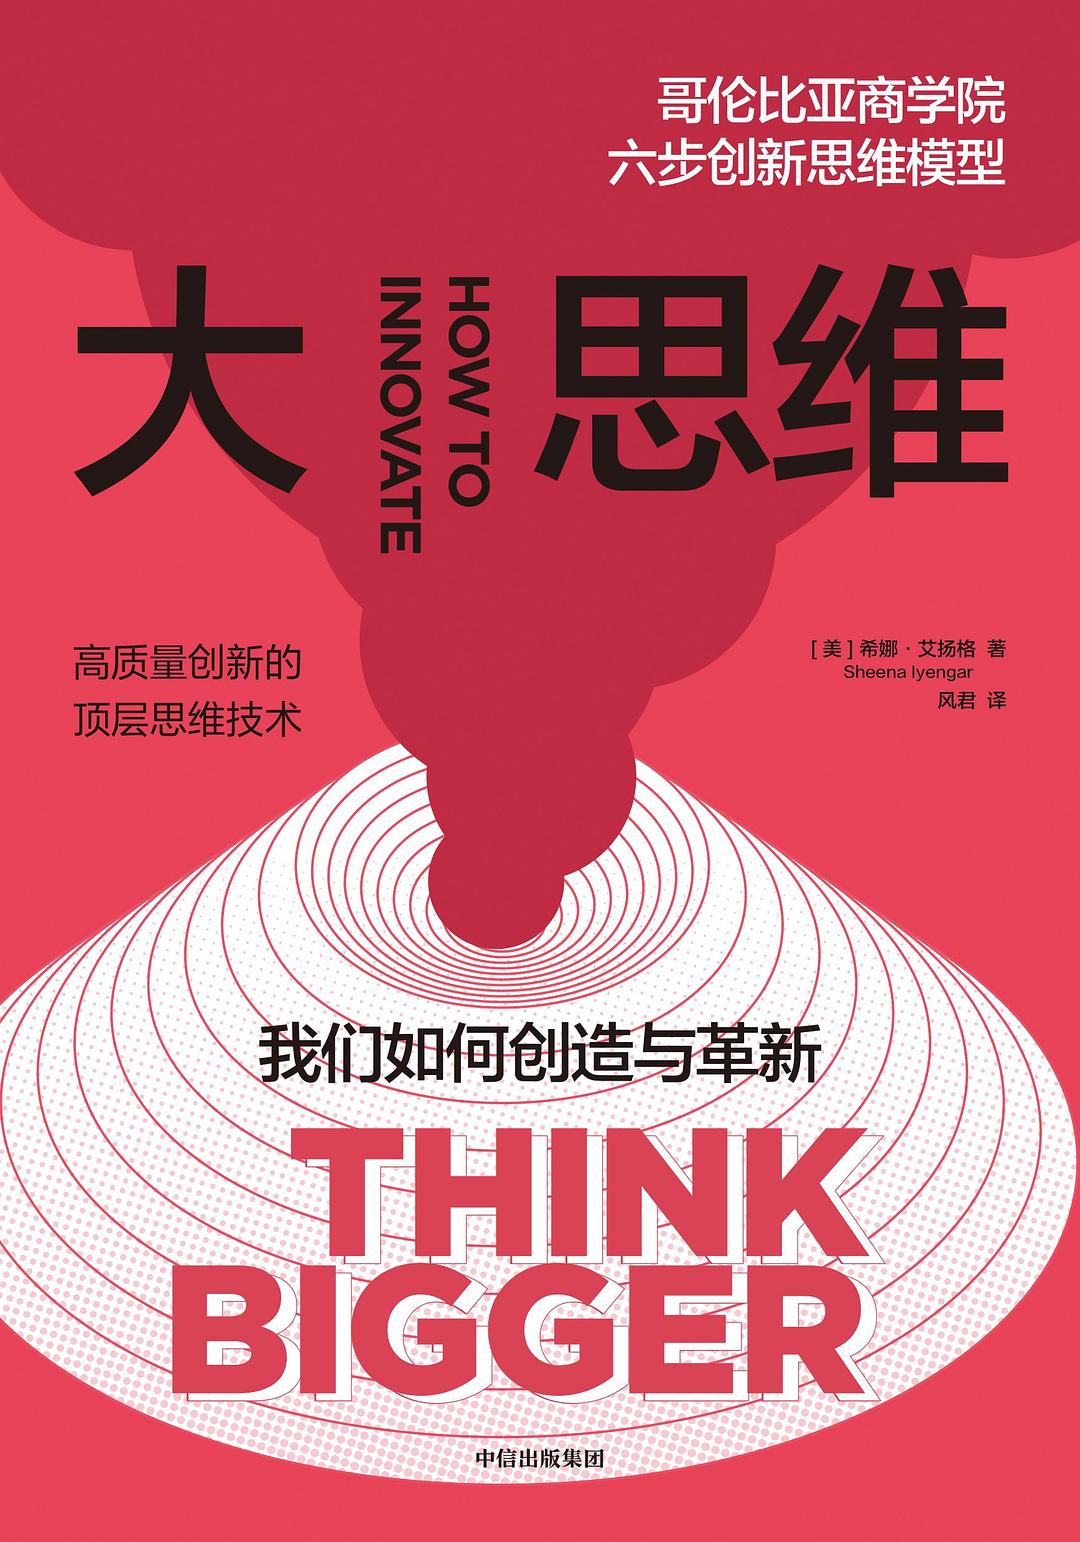 哥伦比亚商学院
六步创新思维模型
大思维
HOW TO
INNOVATE
高质量创新的
顶层思维技术
[美]希娜·艾扬格 著
Sheena Iyengar
风君 译
我们如何创造与革新
THINK
BIGGER
中信出版集团